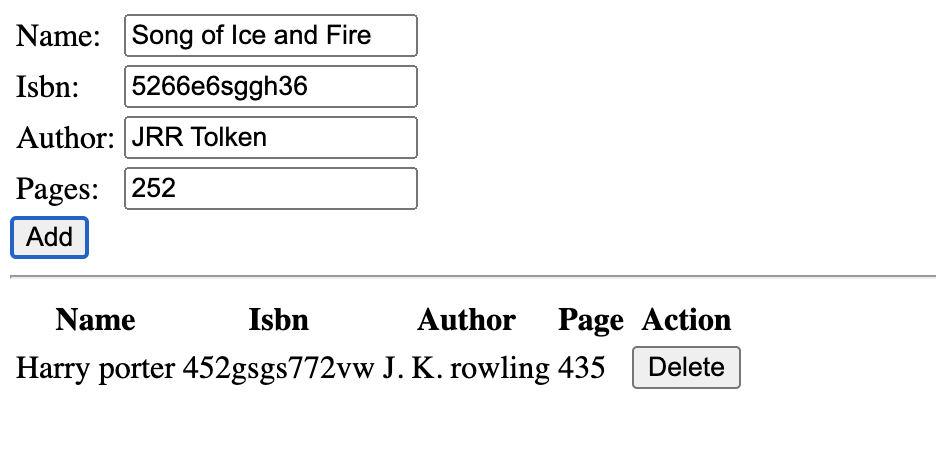 Name: Song of Ice and Fire
Isbn: 5266e6sggh36
Author: JRR Tolken
Pages: 252
Add
Name Isbn Author Page Action
Harry porter 452gsgs772vw J. K. rowling 435 Delete